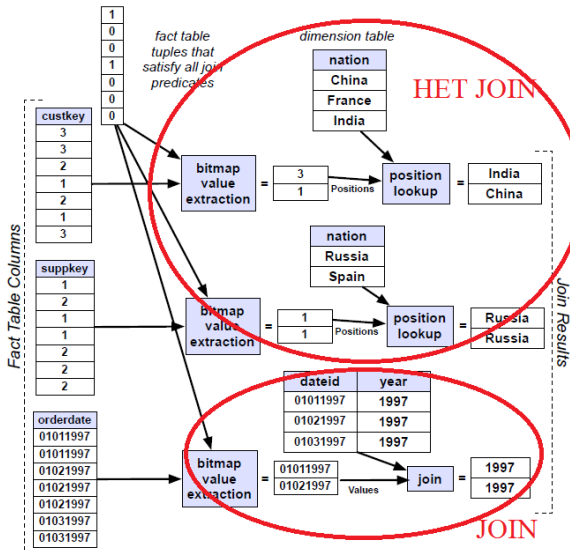 1
0
0
1
0
0
0
fact table
tuples that
satisfy all join
predicates
dimension table
nation
China
France
India
HET JOIN
Fact Table Columns
custkey
3
3
2
1
2
1
3
bitmap
value
extraction
=
3
1
Positions
position
lookup
=
India
China
nation
Russia
Spain
suppkey
1
2
1
1
2
2
2
bitmap
value
extraction
=
1
1
Positions
position
lookup
=
Russia
Russia
Join Results
dateid year
01011997 1997
01021997 1997
01031997 1997
orderdate
01011997
01011997
01021997
01021997
01021997
01031997
01031997
bitmap
value
extraction
=
01011997
01021997
Values
join
=
1997
1997
JOIN